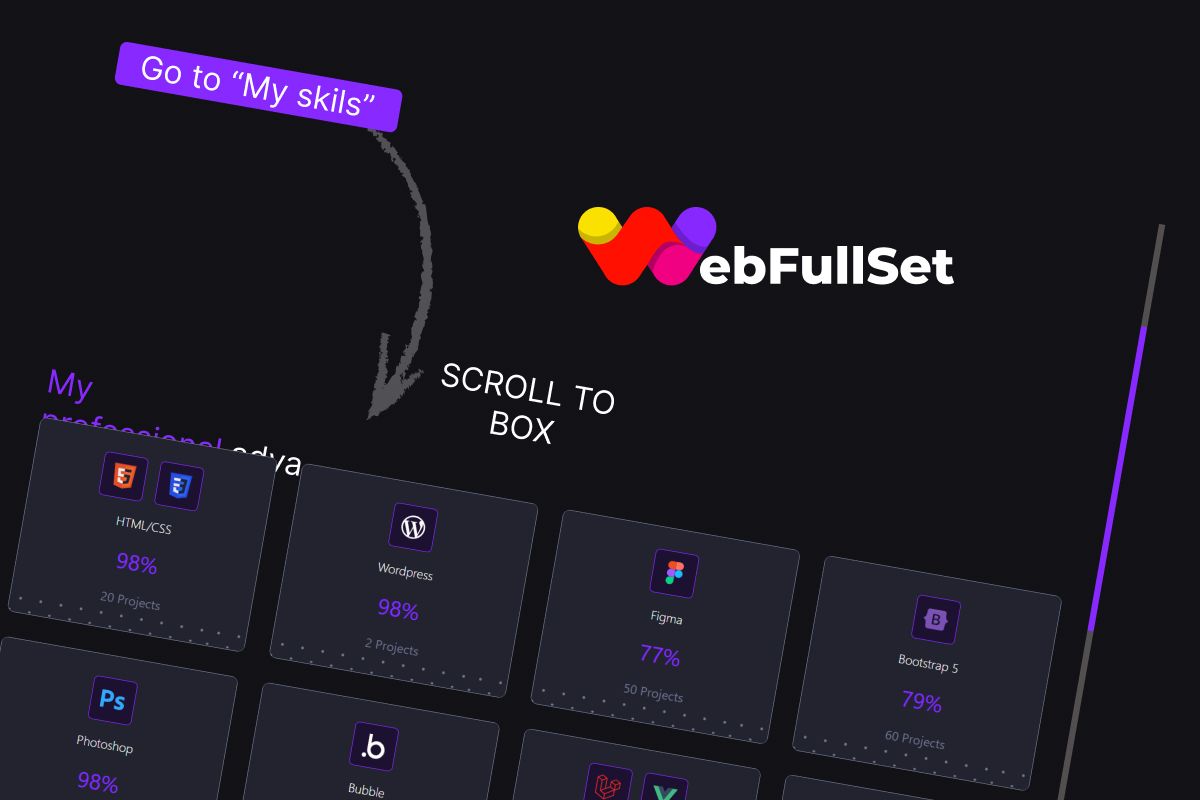 Go to “My skils”
WebFullSet
SCROLL TO
BOX
My
professional adva
HTML/CSS
98%
20 Projects
Wordpress
98%
2 Projects
Figma
77%
50 Projects
Bootstrap 5
B
79%
60 Projects
Ps
Photoshop
98%
.b
Bubble